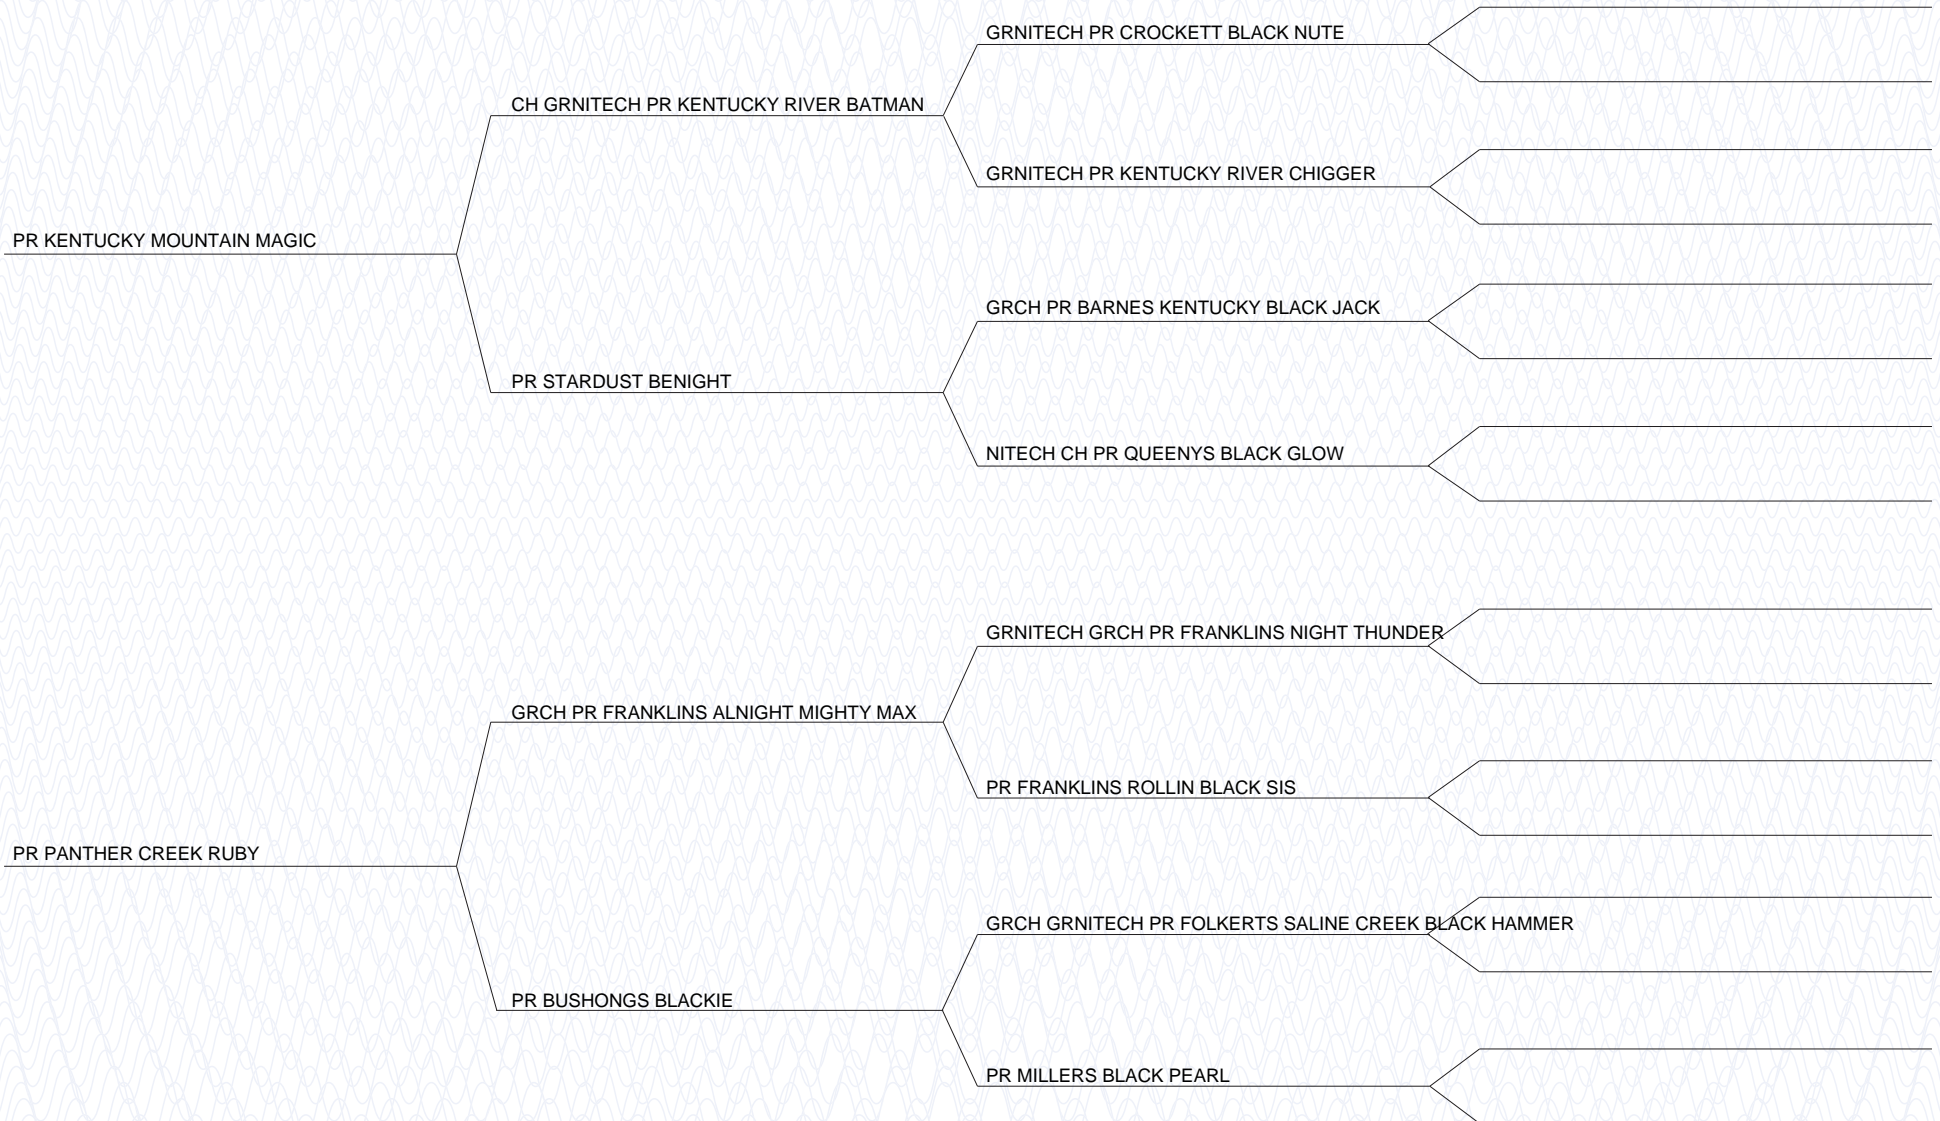 GRNITECH PR CROCKETT BLACK NUTE
CH GRNITECH PR KENTUCKY RIVER BATMAN
GRNITECH PR KENTUCKY RIVER CHIGGER
PR KENTUCKY MOUNTAIN MAGIC
GRCH PR BARNES KENTUCKY BLACK JACK
PR STARDUST BENIGHT
NITECH CH PR QUEENYS BLACK GLOW
GRNITECH GRCH PR FRANKLINS NIGHT THUNDER
GRCH PR FRANKLINS ALNIGHT MIGHTY MAX
PR FRANKLINS ROLLIN BLACK SIS
PR PANTHER CREEK RUBY
GRCH GRNITECH PR FOLKERTS SALINE CREEK BLACK HAMMER
PR BUSHONGS BLACKIE
PR MILLERS BLACK PEARL